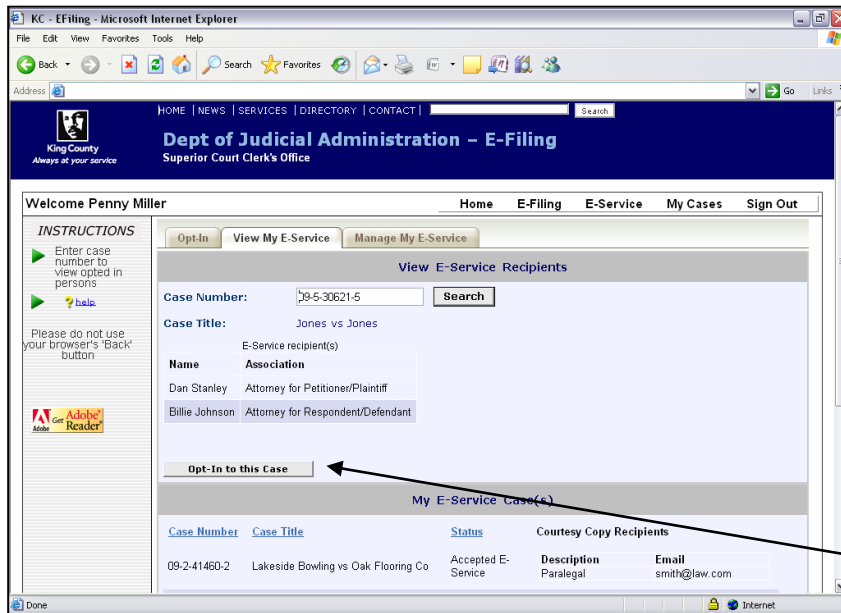 KC - EFiling - Microsoft Internet Explorer
File Edit View Favorites Tools Help
Back Search Favorites
Address Go Links
HOME | NEWS | SERVICES | DIRECTORY | CONTACT | Search
King County
Always at your service
Dept of Judicial Administration – E-Filing
Superior Court Clerk's Office
Welcome Penny Miller Home E-Filing E-Service My Cases Sign Out
INSTRUCTIONS
Enter case
number to
view opted in
persons
? help
Please do not use
your browser's 'Back'
button
Adobe Get Adobe® Reader®
Opt-In View My E-Service Manage My E-Service
View E-Service Recipients
Case Number: 09-5-30621-5 Search
Case Title: Jones vs Jones
E-Service recipient(s)
Name Association
Dan Stanley Attorney for Petitioner/Plaintiff
Billie Johnson Attorney for Respondent/Defendant
Opt-In to this Case
My E-Service Case(s)
Case Number Case Title Status Courtesy Copy Recipients
09-2-41460-2 Lakeside Bowling vs Oak Flooring Co Accepted E-Service
Description Email
Paralegal smith@law.com
Done Internet